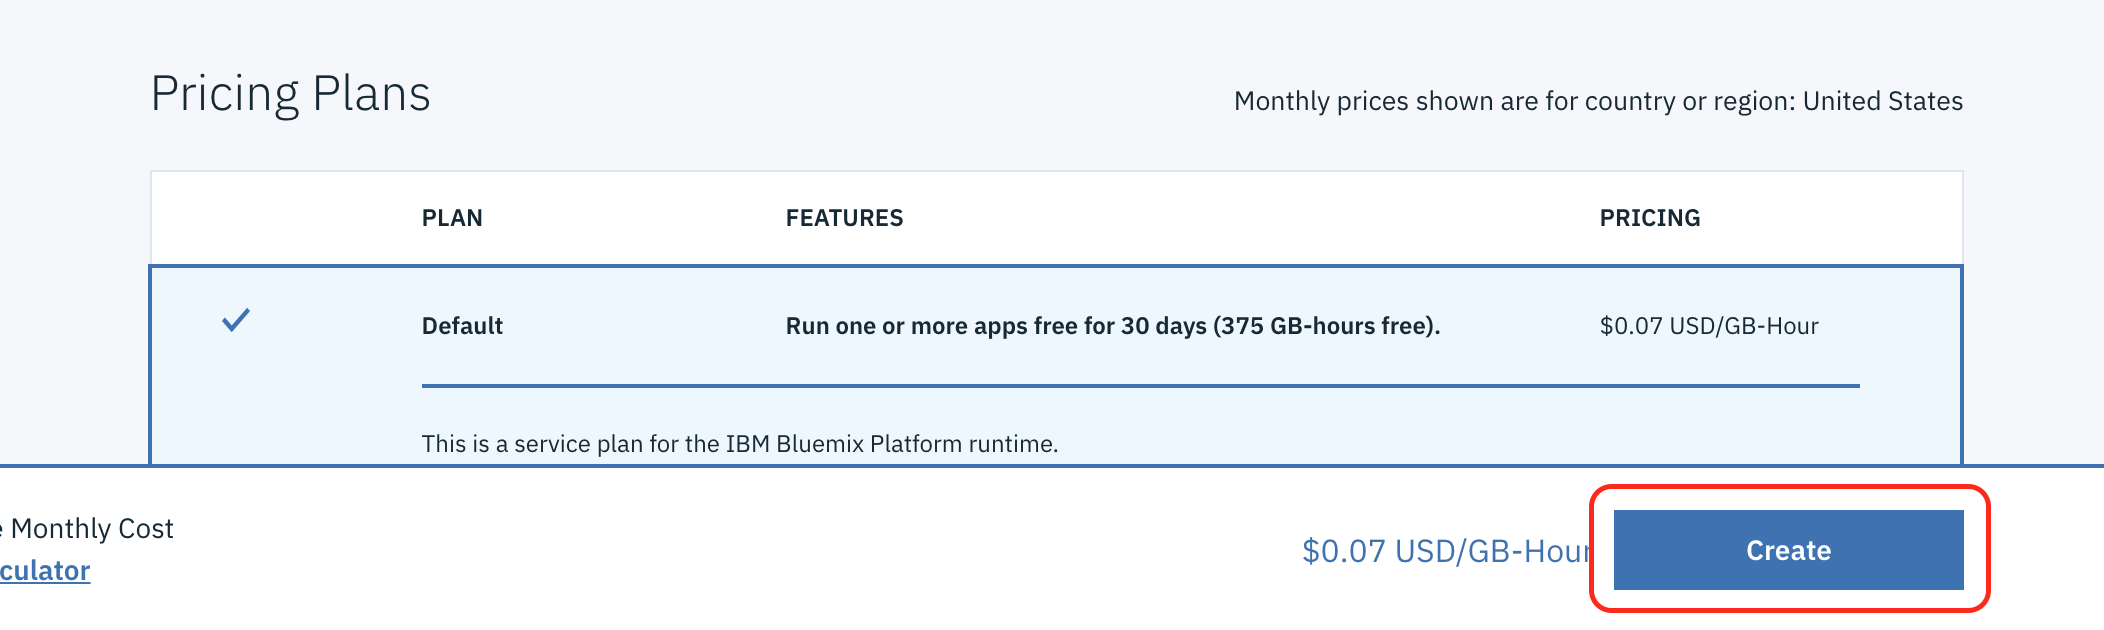 Pricing Plans
Monthly prices shown are for country or region: United States
PLAN FEATURES PRICING
Default Run one or more apps free for 30 days (375 GB-hours free). $0.07 USD/GB-Hour
This is a service plan for the IBM Bluemix Platform runtime.
Monthly Cost
culator
$0.07 USD/GB-Hour
Create